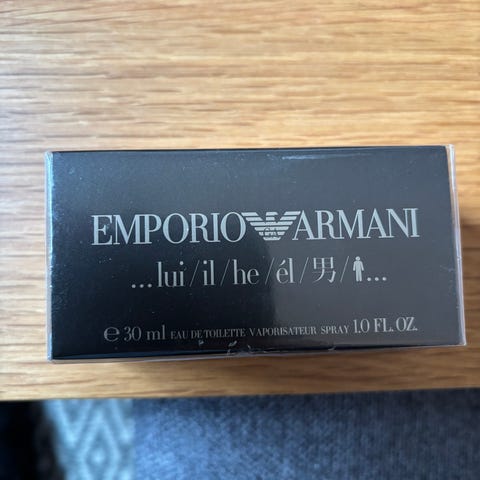 EMPORIO ARMANI
...lui/il/he/él/男/...
℮ 30 ml EAU DE TOILETTE VAPORISATEUR SPRAY 1.0 FL. OZ.